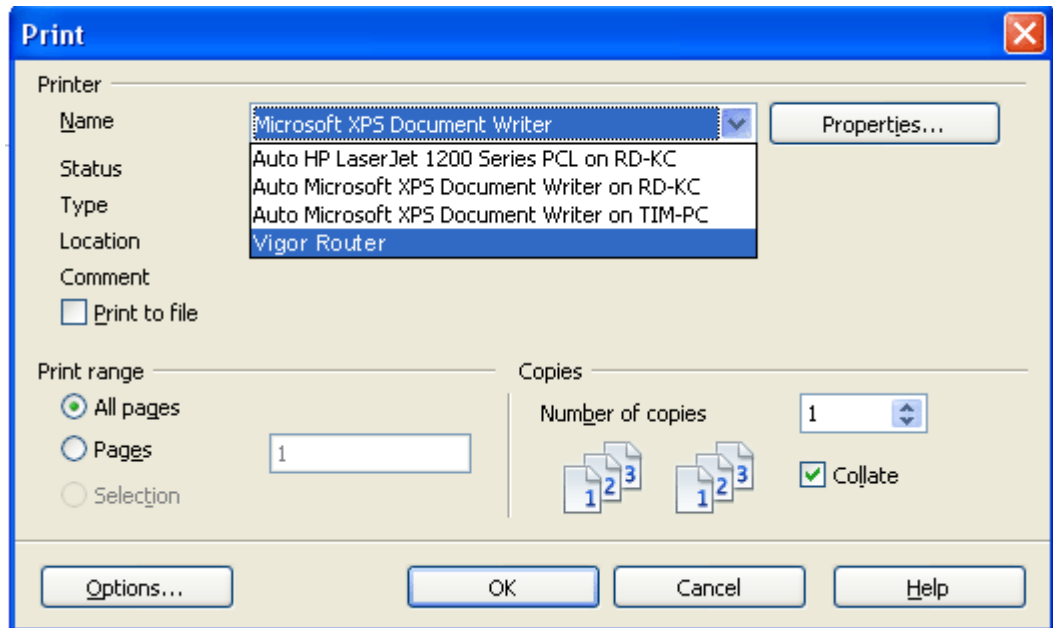 Print
Printer
Name
Microsoft XPS Document Writer
Properties...
Auto HP LaserJet 1200 Series PCL on RD-KC
Status
Auto Microsoft XPS Document Writer on RD-KC
Type
Auto Microsoft XPS Document Writer on TIM-PC
Location
Vigor Router
Comment
Print to file
Print range
Copies
All pages
Number of copies
1
Pages
1
1 2 3
1 2 3
Collate
Selection
Options...
OK
Cancel
Help